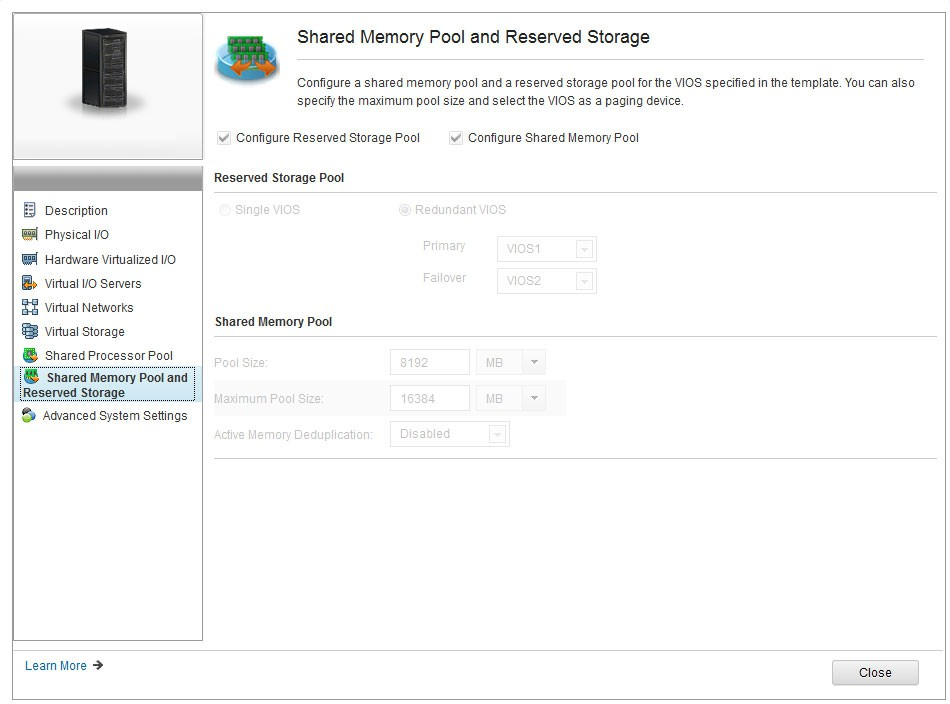 Shared Memory Pool and Reserved Storage
Configure a shared memory pool and a reserved storage pool for the VIOS specified in the template. You can also
specify the maximum pool size and select the VIOS as a paging device.
Configure Reserved Storage Pool Configure Shared Memory Pool
Description
Physical I/O
Hardware Virtualized I/O
Virtual I/O Servers
Virtual Networks
Virtual Storage
Shared Processor Pool
Shared Memory Pool and
Reserved Storage
Advanced System Settings
Reserved Storage Pool
Single VIOS Redundant VIOS
Primary VIOS1
Failover VIOS2
Shared Memory Pool
Pool Size: 8192 MB
Maximum Pool Size: 16384 MB
Active Memory Deduplication: Disabled
Learn More
Close